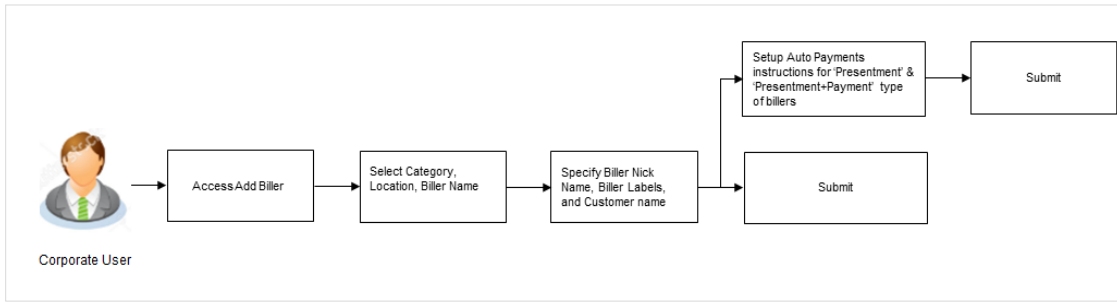 Setup Auto Payments
instructions for 'Presentment' &
'Presentment+Payment' type
of billers
Submit
Access Add Biller
Select Category,
Location, Biller Name
Specify Biller Nick
Name, Biller Labels,
and Customer name
Submit
Corporate User